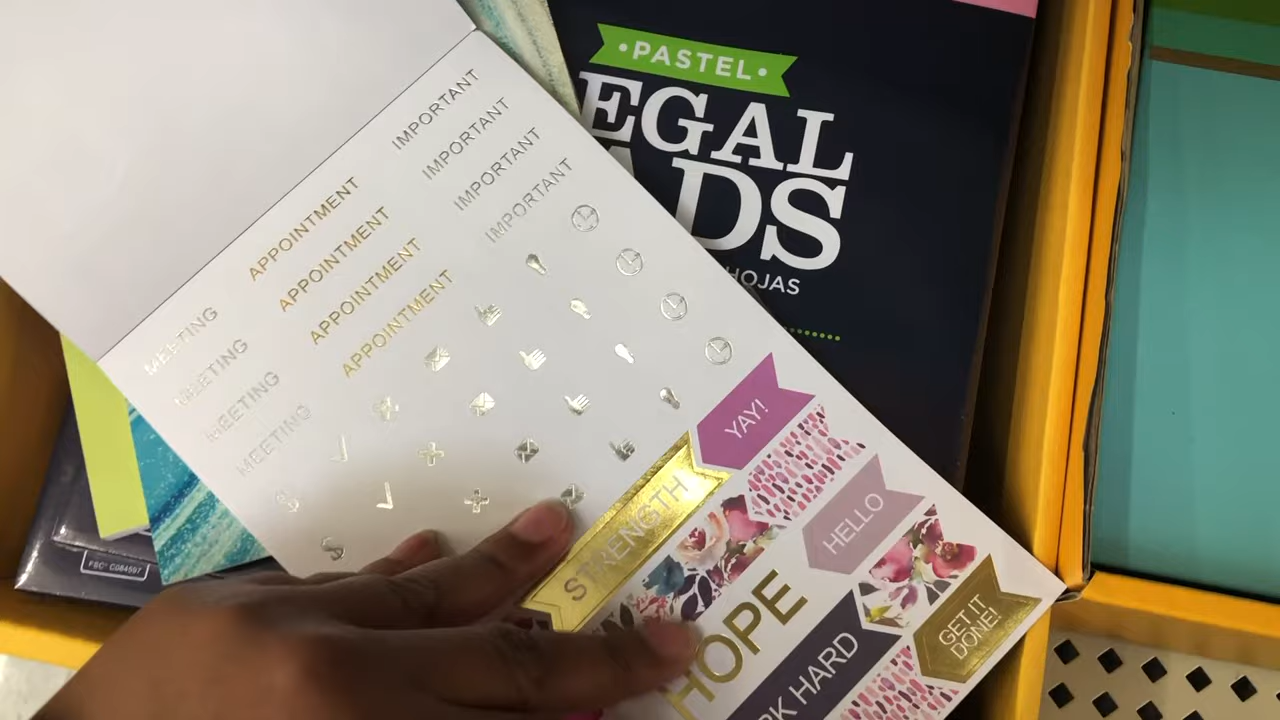 •PASTEL•
EGAL
ADS
HOJAS
IMPORTANT
IMPORTANT
IMPORTANT
IMPORTANT
APPOINTMENT
APPOINTMENT
APPOINTMENT
APPOINTMENT
MEETING
MEETING
MEETING
MEETING
YAY!
STRENGTH
HELLO
HOPE
RK HARD
GET IT
DONE!
FSC® C084597